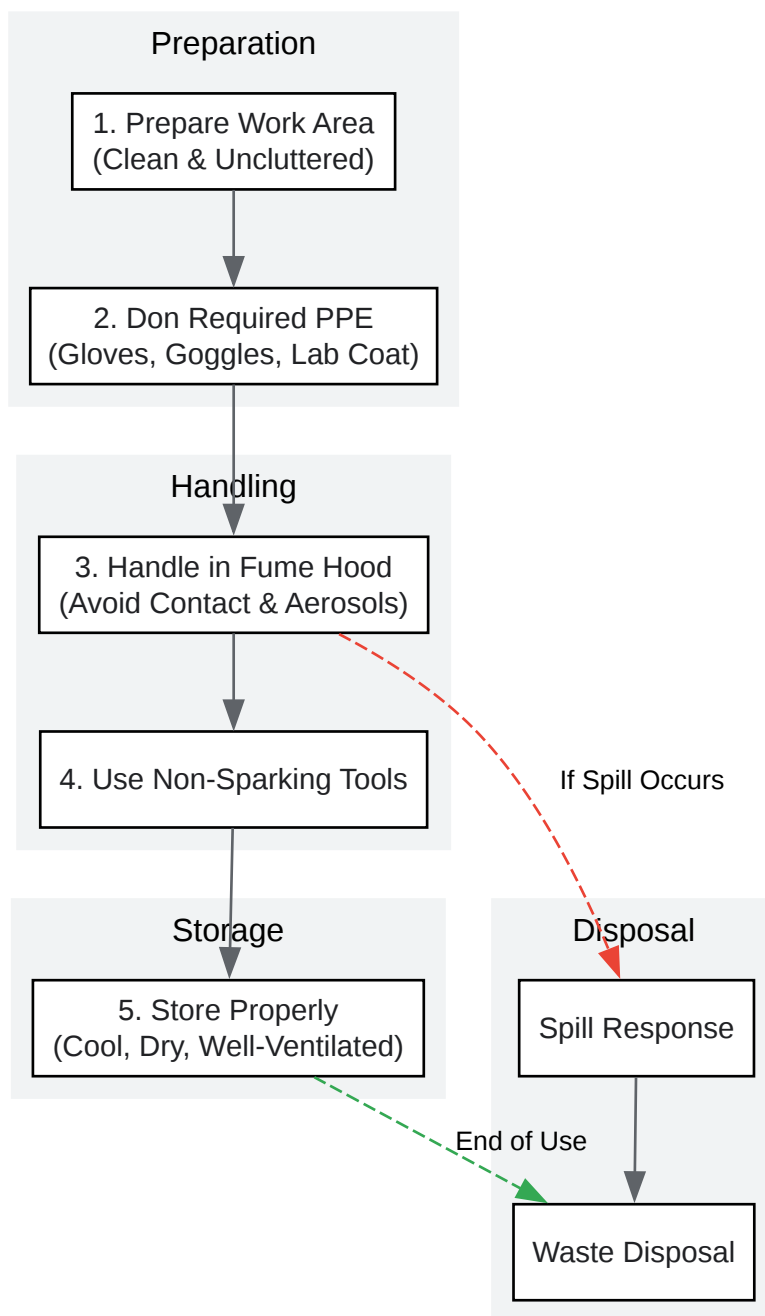 Preparation
1. Prepare Work Area
(Clean & Uncluttered)
2. Don Required PPE
(Gloves, Goggles, Lab Coat)
Handling
3. Handle in Fume Hood
(Avoid Contact & Aerosols)
4. Use Non-Sparking Tools
If Spill Occurs
Storage
5. Store Properly
(Cool, Dry, Well-Ventilated)
Disposal
Spill Response
End of Use
Waste Disposal